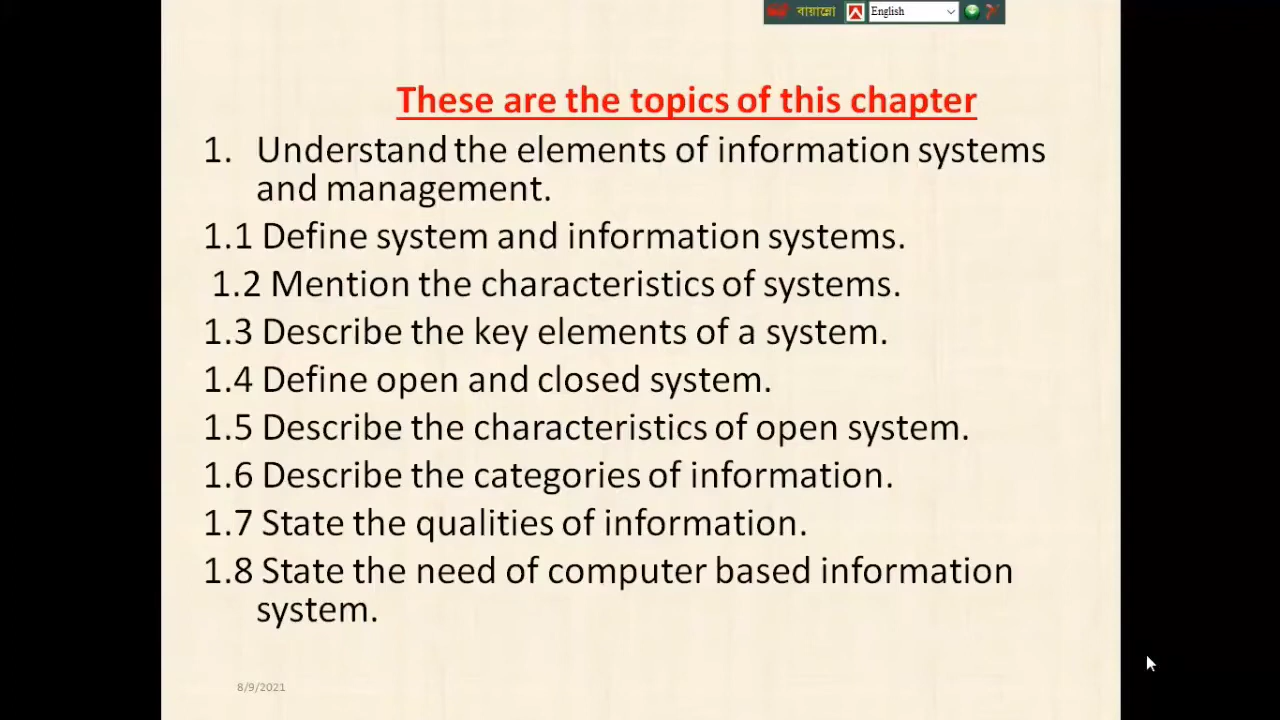 বায়ান্নো English
These are the topics of this chapter
1. Understand the elements of information systems
and management.
1.1 Define system and information systems.
1.2 Mention the characteristics of systems.
1.3 Describe the key elements of a system.
1.4 Define open and closed system.
1.5 Describe the characteristics of open system.
1.6 Describe the categories of information.
1.7 State the qualities of information.
1.8 State the need of computer based information
system.
8/9/2021